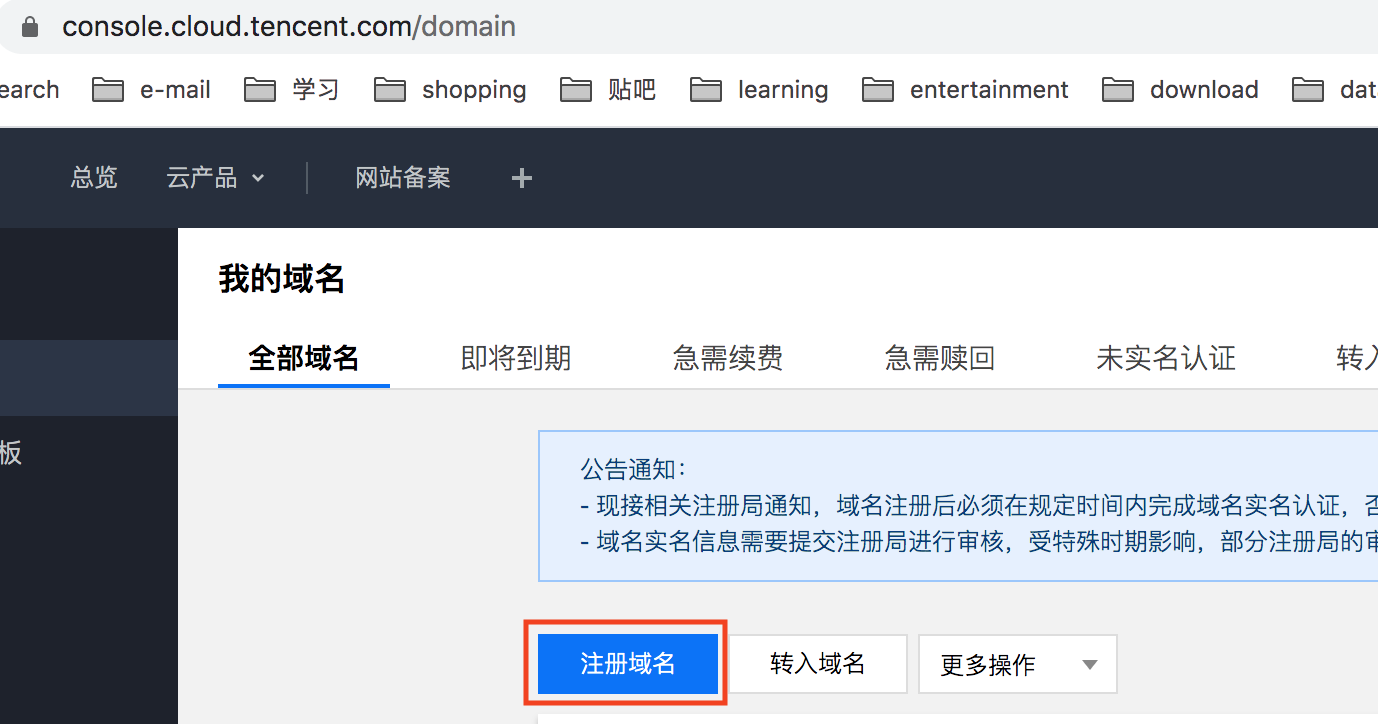 console.cloud.tencent.com/domain
earch e-mail 学习 shopping 贴吧 learning entertainment download dat
总览 云产品 网站备案 +
我的域名
全部域名 即将到期 急需续费 急需赎回 未实名认证 转入
板
公告通知：
- 现接相关注册局通知，域名注册后必须在规定时间内完成域名实名认证，否
- 域名实名信息需要提交注册局进行审核，受特殊时期影响，部分注册局的审
注册域名 转入域名 更多操作